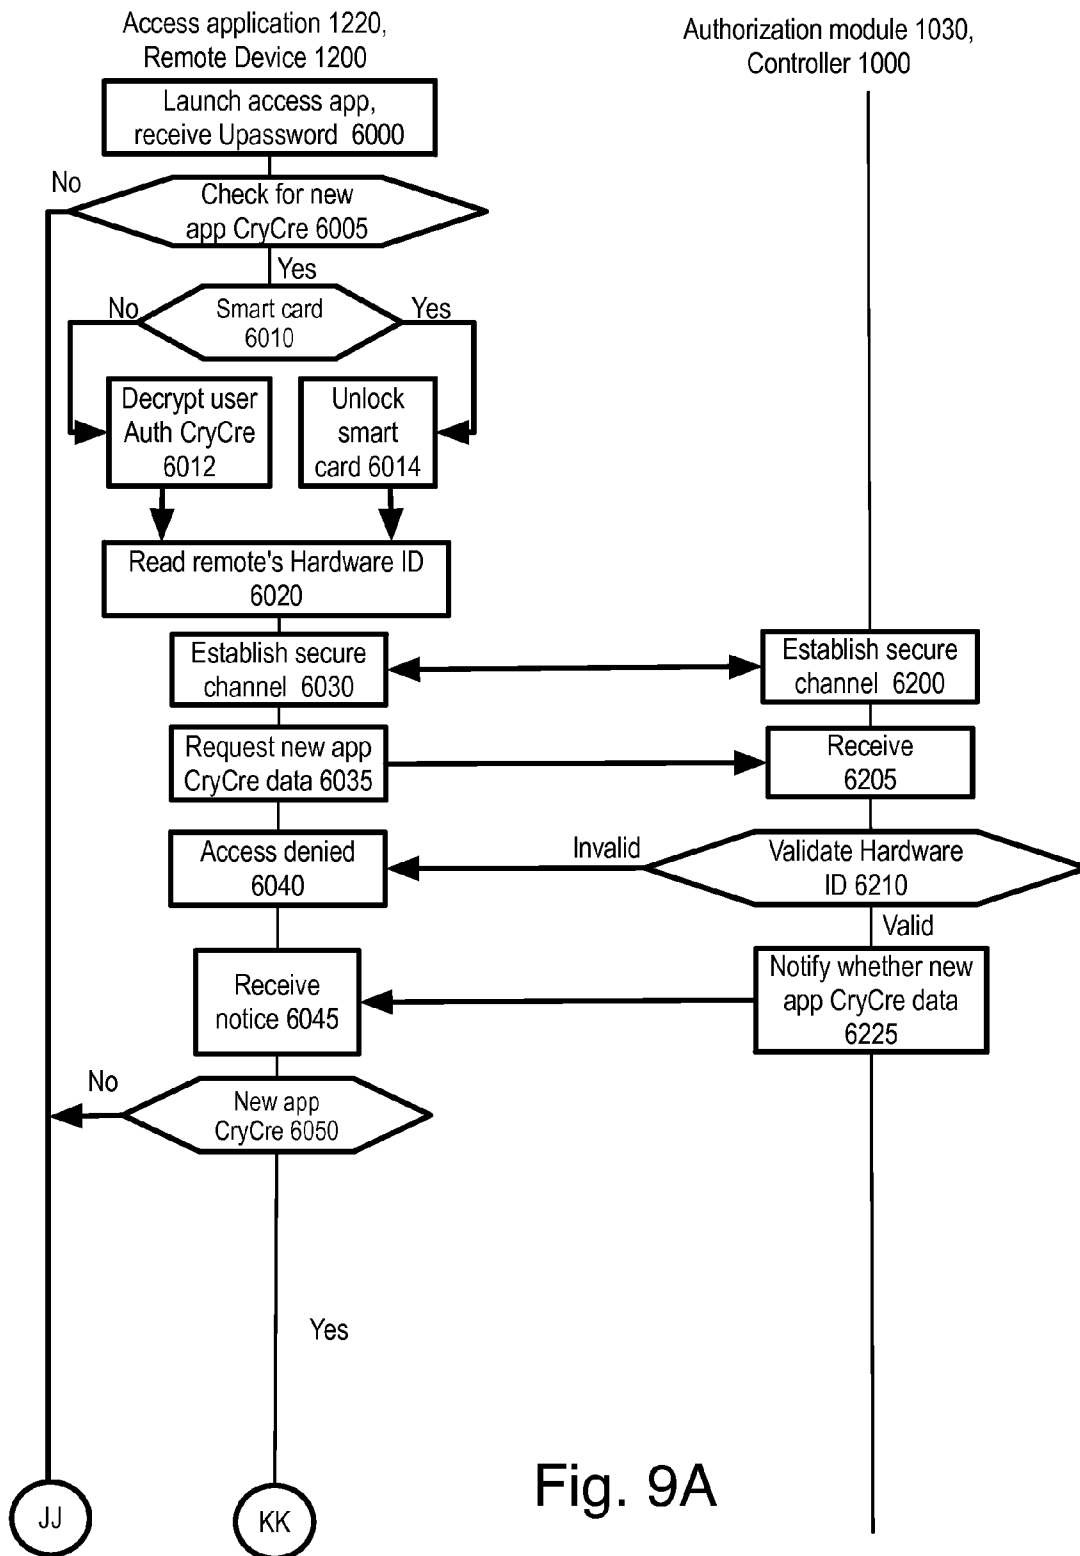 Access application 1220,
Remote Device 1200
Authorization module 1030,
Controller 1000
Launch access app,
receive Upassword 6000
No
Check for new
app CryCre 6005
Yes
No
Smart card
6010
Yes
Decrypt user
Auth CryCre
6012
Unlock
smart
card 6014
Read remote's Hardware ID
6020
Establish secure
channel 6030
Establish secure
channel 6200
Request new app
CryCre data 6035
Receive
6205
Access denied
6040
Invalid
Validate Hardware
ID 6210
Valid
Receive
notice 6045
Notify whether new
app CryCre data
6225
No
New app
CryCre 6050
Yes
JJ
KK
Fig. 9A